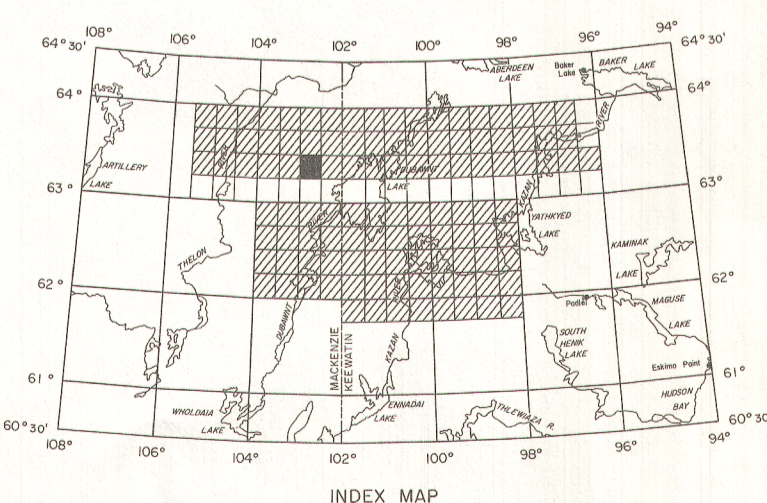 108° 106° 104° 102° 100° 98° 96° 94°
64° 30' 64° 30'
ABERDEEN
LAKE
Baker
Lake
BAKER LAKE
64° 64°
RIVER
RIVER
ARTILLERY
LAKE
DUBAWNT
LAKE
63° 63°
KAZAN
RIVER
YATHKYED
LAKE
THELON
KAMINAK
LAKE
62° 62°
DUBAWNT
RIVER
Padlei
MAGUSE
LAKE
MACKENZIE
KEEWATIN
KAZAN
SOUTH
HENIK
LAKE
Eskimo Point
61° 61°
HUDSON
BAY
WHOLDAIA
LAKE
ENNADAI
LAKE
THLEWIAZA R.
60° 30' 60° 30'
108° 106° 104° 102° 100° 98° 96° 94°
INDEX MAP